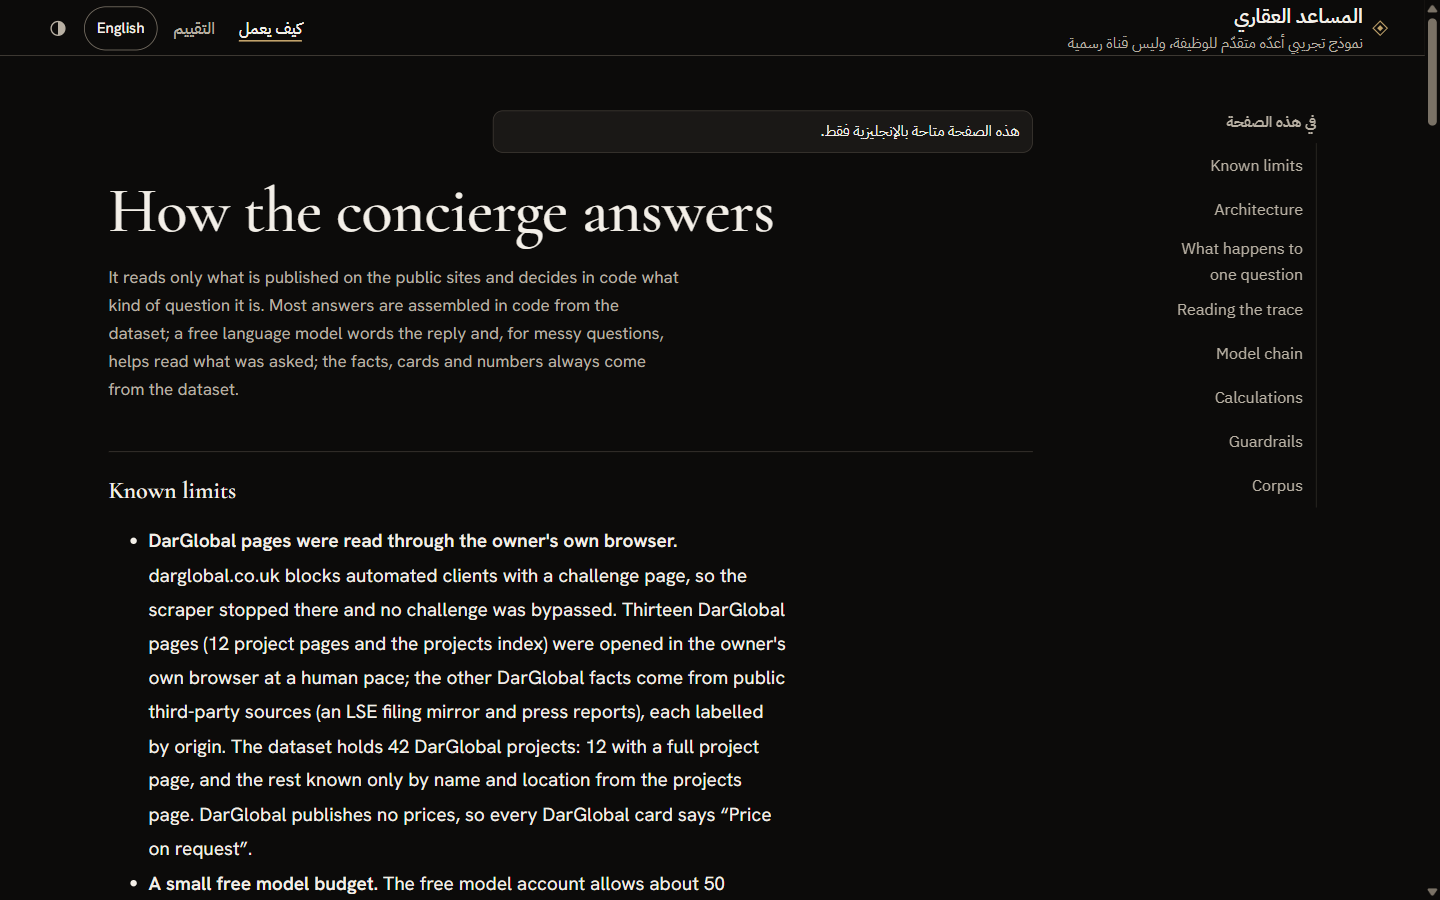 المساعد العقاري
نموذج تجريبي أعدّه متقدّم للوظيفة، وليس قناة رسمية
كيف يعمل
التقييم
English
في هذه الصفحة
Known limits
Architecture
What happens to
one question
Reading the trace
Model chain
Calculations
Guardrails
Corpus
هذه الصفحة متاحة بالإنجليزية فقط.
How the concierge answers
It reads only what is published on the public sites and decides in code what
kind of question it is. Most answers are assembled in code from the
dataset; a free language model words the reply and, for messy questions,
helps read what was asked; the facts, cards and numbers always come
from the dataset.
Known limits
• DarGlobal pages were read through the owner's own browser.
darglobal.co.uk blocks automated clients with a challenge page, so the
scraper stopped there and no challenge was bypassed. Thirteen DarGlobal
pages (12 project pages and the projects index) were opened in the owner's
own browser at a human pace; the other DarGlobal facts come from public
third-party sources (an LSE filing mirror and press reports), each labelled
by origin. The dataset holds 42 DarGlobal projects: 12 with a full project
page, and the rest known only by name and location from the projects
page. DarGlobal publishes no prices, so every DarGlobal card says “Price
on request”.
• A small free model budget. The free model account allows about 50